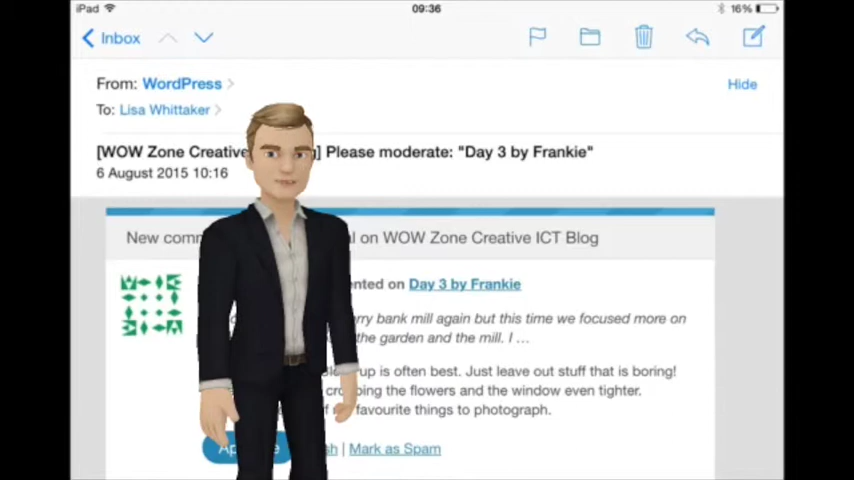 iPad 09:36 16%
Inbox
From: WordPress Hide
To: Lisa Whittaker
[WOW Zone Creative g] Please moderate: "Day 3 by Frankie"
6 August 2015 10:16
New comm l on WOW Zone Creative ICT Blog
nted on Day 3 by Frankie
rry bank mill again but this time we focused more on
the garden and the mill. I …
up is often best. Just leave out stuff that is boring!
the flowers and the window even tighter.
favourite things to photograph.
Ap e sh | Mark as Spam